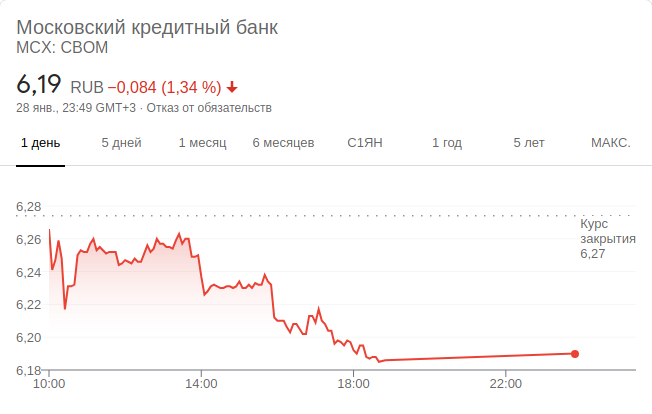 Московский кредитный банк
MCX: CBOM
6,19 RUB −0,084 (1,34 %)
28 янв., 23:49 GMT+3 · Отказ от обязательств
1 день 5 дней 1 месяц 6 месяцев С1ЯН 1 год 5 лет МАКС.
6,28
Курс
закрытия
6,27
6,26
6,24
6,22
6,20
6,18
10:00 14:00 18:00 22:00